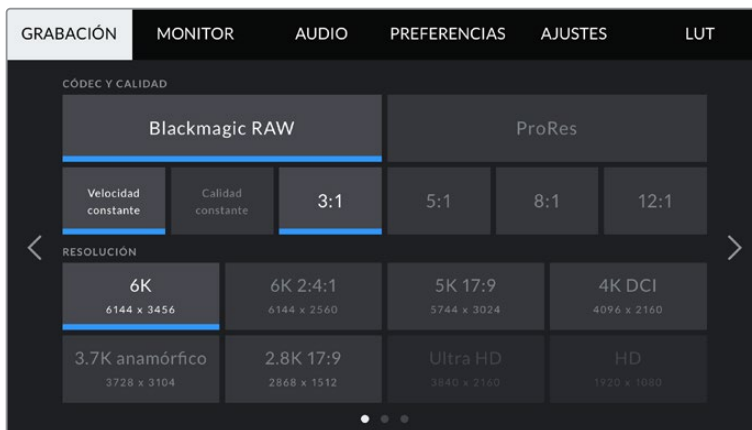 GRABACIÓN MONITOR AUDIO PREFERENCIAS AJUSTES LUT
CÓDEC Y CALIDAD
Blackmagic RAW ProRes
Velocidad constante Calidad constante 3:1 5:1 8:1 12:1
RESOLUCIÓN
6K 6K 2:4:1 5K 17:9 4K DCI
6144 x 3456 6144 x 2560 5744 x 3024 4096 x 2160
3.7K anamórfico 2.8K 17:9 Ultra HD HD
3728 x 3104 2868 x 1512 3840 x 2160 1920 x 1080